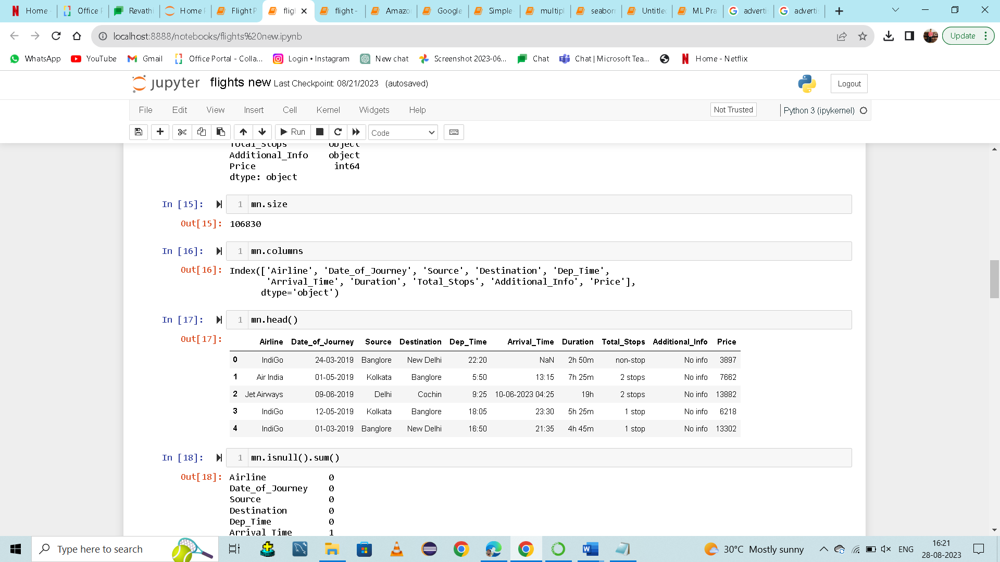 Home
Office
Revathi
Home
Flight
fligh
flight -
Amazo
Google
Simple
multip
seabor
Untitle
ML Pra
adverti
adverti
localhost:8888/notebooks/flights%20new.ipynb
Update
WhatsApp
YouTube
Gmail
Office Portal - Colla...
Login • Instagram
New chat
Screenshot 2023-06...
Chat
Chat | Microsoft Tea...
Home - Netflix
jupyter flights new Last Checkpoint: 08/21/2023 (autosaved)
Logout
File Edit View Insert Cell Kernel Widgets Help
Not Trusted
Python 3 (ipykernel)
Run
Code
Total_Stops object
Additional_Info object
Price int64
dtype: object
In [15]: 1 mn.size
Out[15]: 106830
In [16]: 1 mn.columns
Out[16]: Index(['Airline', 'Date_of_Journey', 'Source', 'Destination', 'Dep_Time',
'Arrival_Time', 'Duration', 'Total_Stops', 'Additional_Info', 'Price'],
dtype='object')
In [17]: 1 mn.head()
Out[17]:
Airline Date_of_Journey Source Destination Dep_Time Arrival_Time Duration Total_Stops Additional_Info Price
0 IndiGo 24-03-2019 Banglore New Delhi 22:20 NaN 2h 50m non-stop No info 3897
1 Air India 01-05-2019 Kolkata Banglore 5:50 13:15 7h 25m 2 stops No info 7662
2 Jet Airways 09-06-2019 Delhi Cochin 9:25 10-06-2023 04:25 19h 2 stops No info 13882
3 IndiGo 12-05-2019 Kolkata Banglore 18:05 23:30 5h 25m 1 stop No info 6218
4 IndiGo 01-03-2019 Banglore New Delhi 16:50 21:35 4h 45m 1 stop No info 13302
In [18]: 1 mn.isnull().sum()
Out[18]: Airline 0
Date_of_Journey 0
Source 0
Destination 0
Dep_Time 0
Arrival_Time 1
Type here to search
30°C Mostly sunny
ENG
16:21
28-08-2023